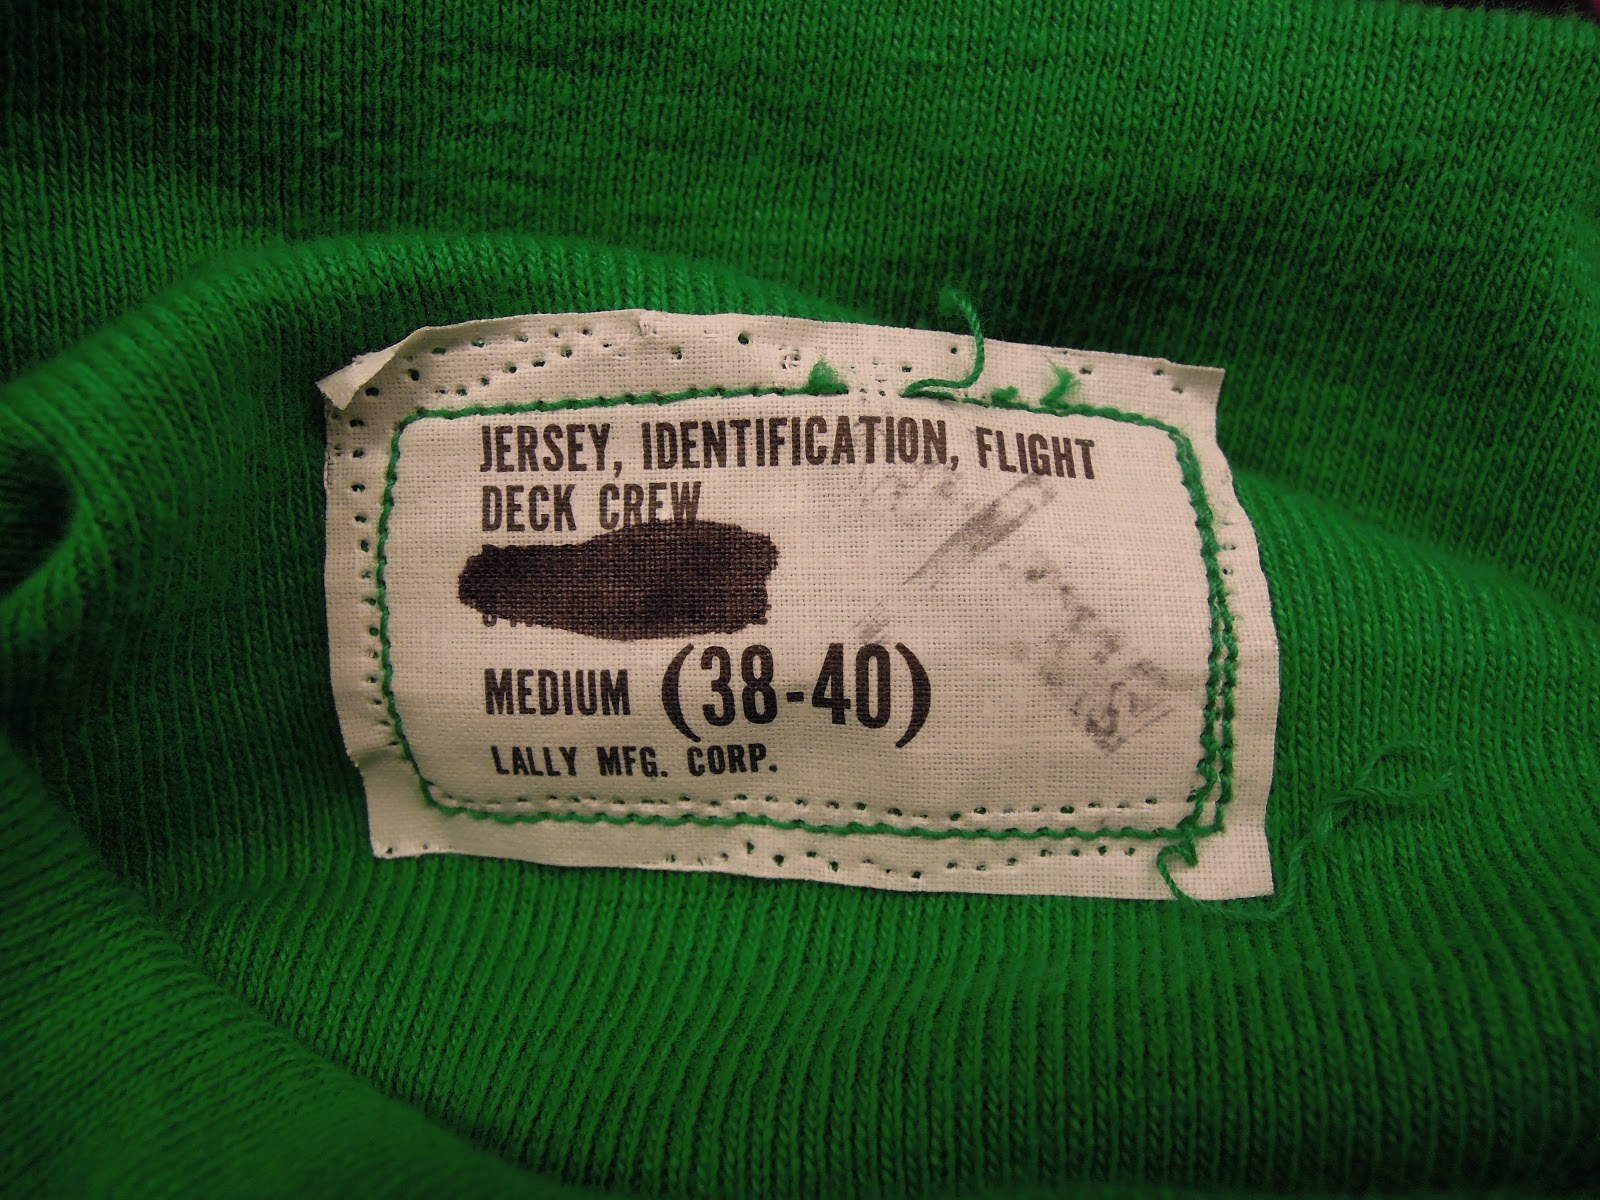 JERSEY, IDENTIFICATION, FLIGHT
DECK CREW
MEDIUM (38-40)
LALLY MFG. CORP.